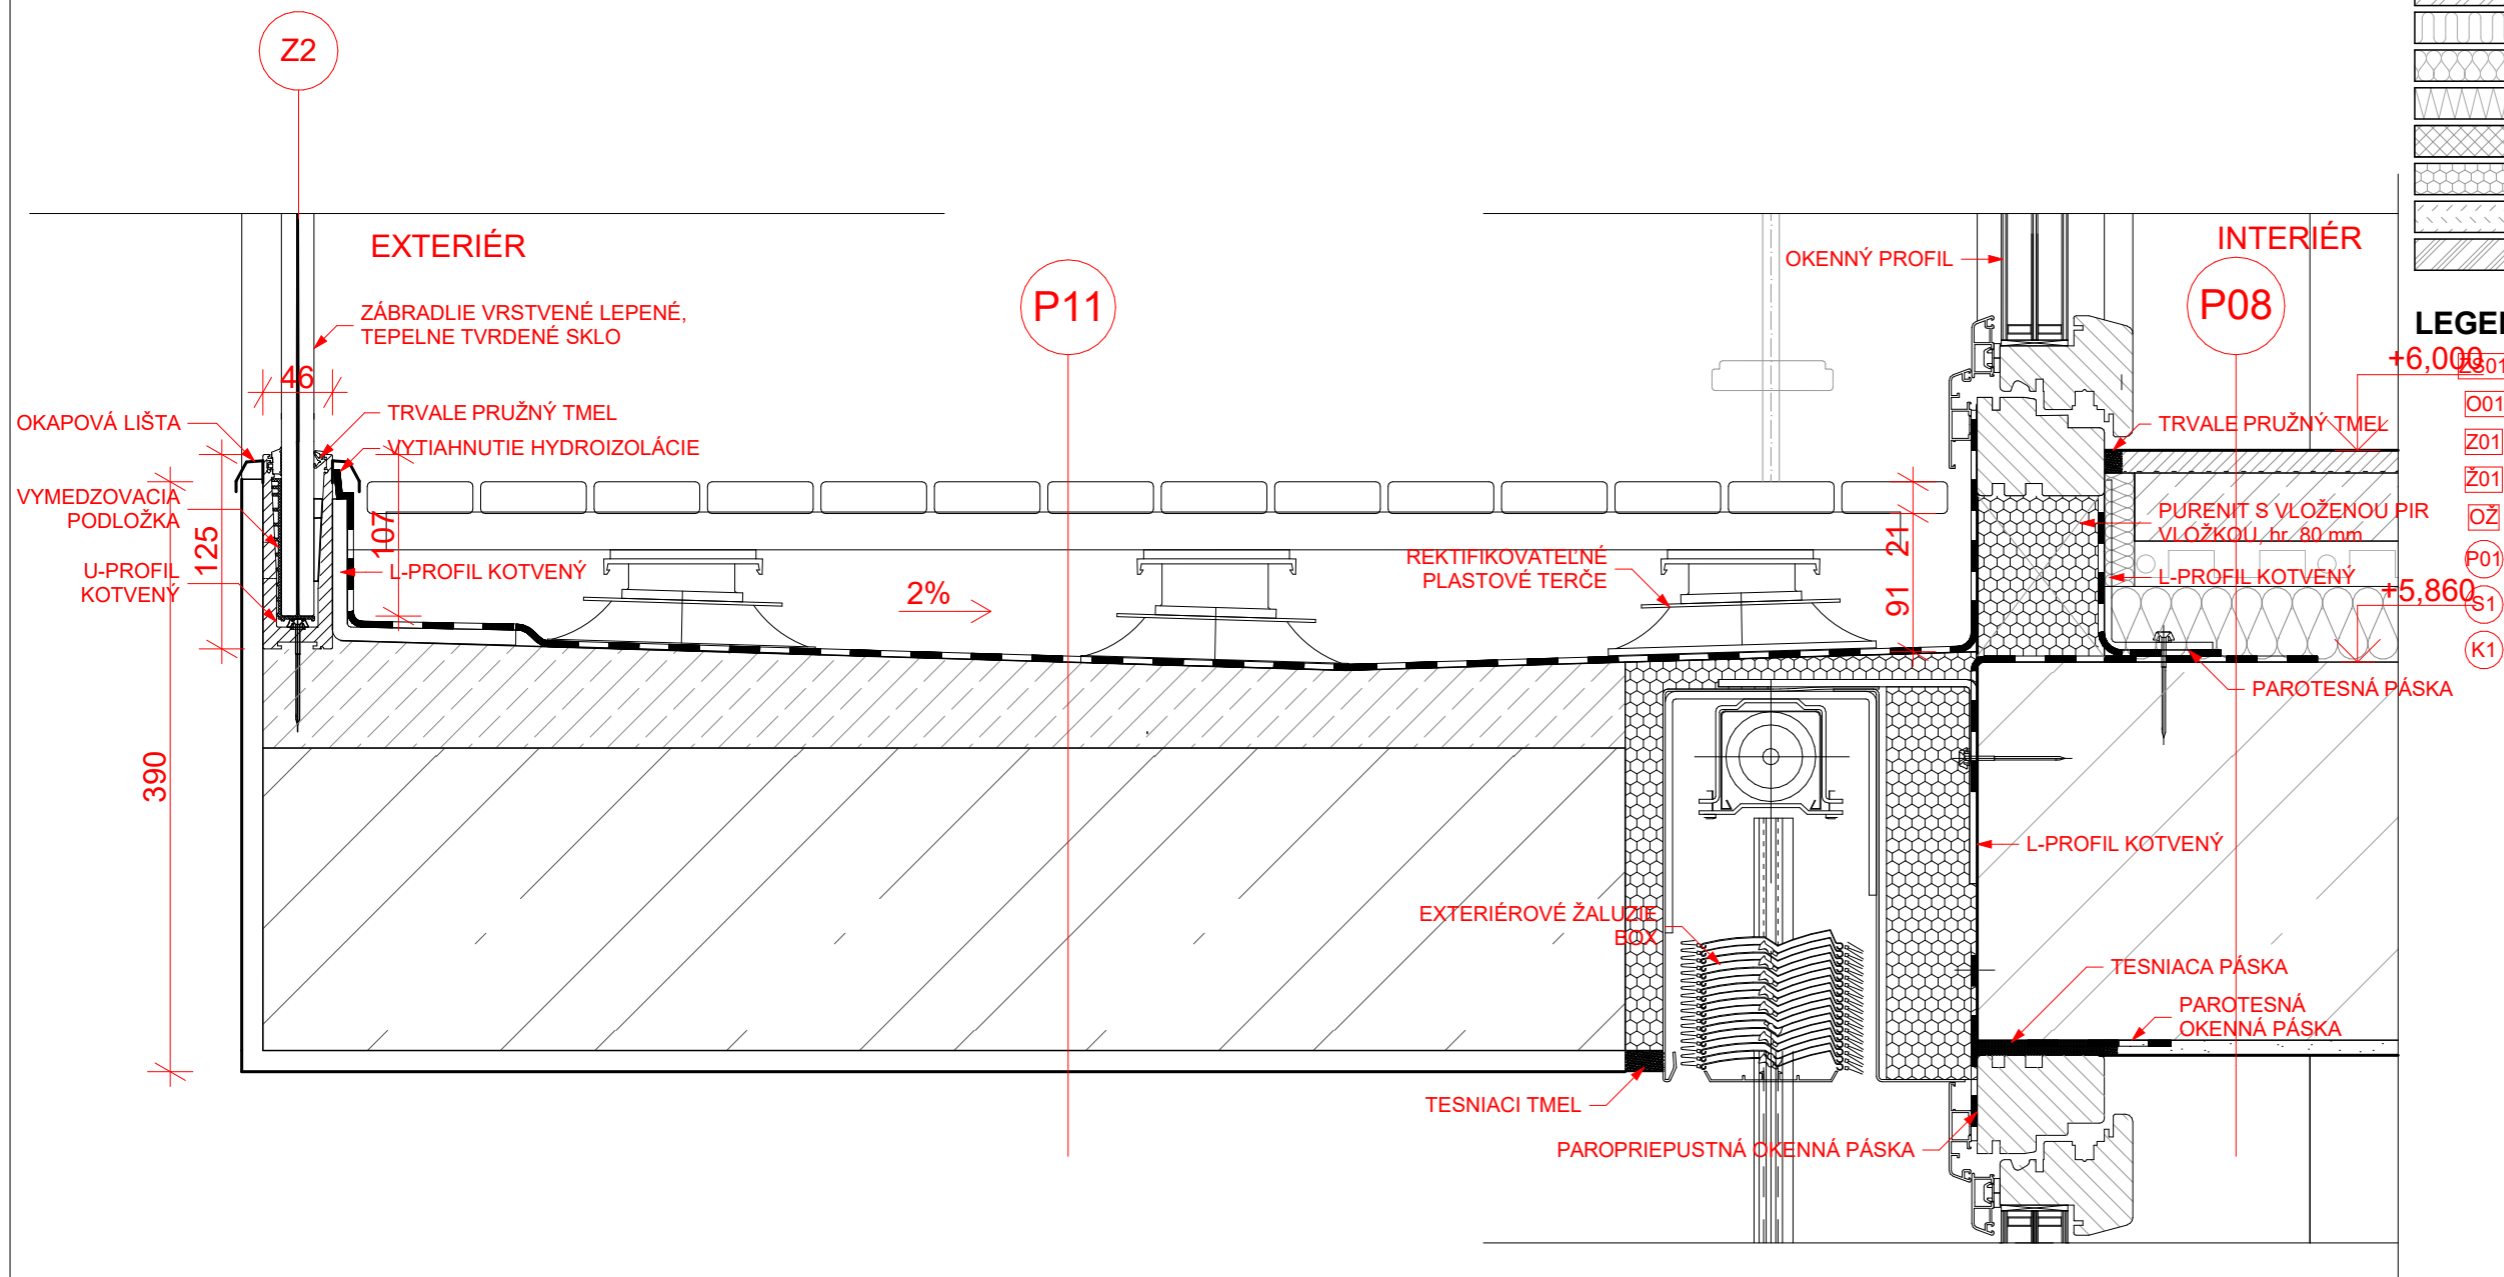 Z2
EXTERIÉR
INTERIÉR
OKENNÝ PROFIL
P11
P08
ZÁBRADLIE VRSTVENÉ LEPENÉ,
TEPELNE TVRDENÉ SKLO
LEGE
+6,000
ZS01
46
OKAPOVÁ LIŠTA
TRVALE PRUŽNÝ TMEL
O01
TRVALE PRUŽNÝ TMEL
VYTIAHNUTIE HYDROIZOLÁCIE
Z01
VYMEDZOVACIA
PODLOŽKA
Ž01
125
107
PURENIT S VLOŽENOU PIR
VLOŽKOU, hr. 80 mm
OŽ
21
REKTIFIKOVATEĽNÉ
PLASTOVÉ TERČE
U-PROFIL
KOTVENÝ
L-PROFIL KOTVENÝ
L-PROFIL KOTVENÝ
P01
2%
91
+5,860
S1
K1
PAROTESNÁ PÁSKA
390
L-PROFIL KOTVENÝ
EXTERIÉROVÉ ŽALUZIE
BOX
TESNIACA PÁSKA
PAROTESNÁ
OKENNÁ PÁSKA
TESNIACI TMEL
PAROPRIEPUSTNÁ OKENNÁ PÁSKA